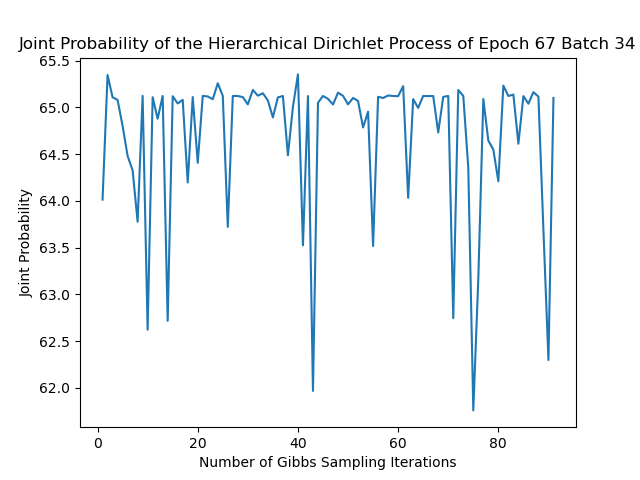 Joint Probability of the Hierarchical Dirichlet Process of Epoch 67 Batch 34
65.5
65.0
64.5
64.0
63.5
63.0
62.5
62.0
Joint Probability
0 20 40 60 80
Number of Gibbs Sampling Iterations